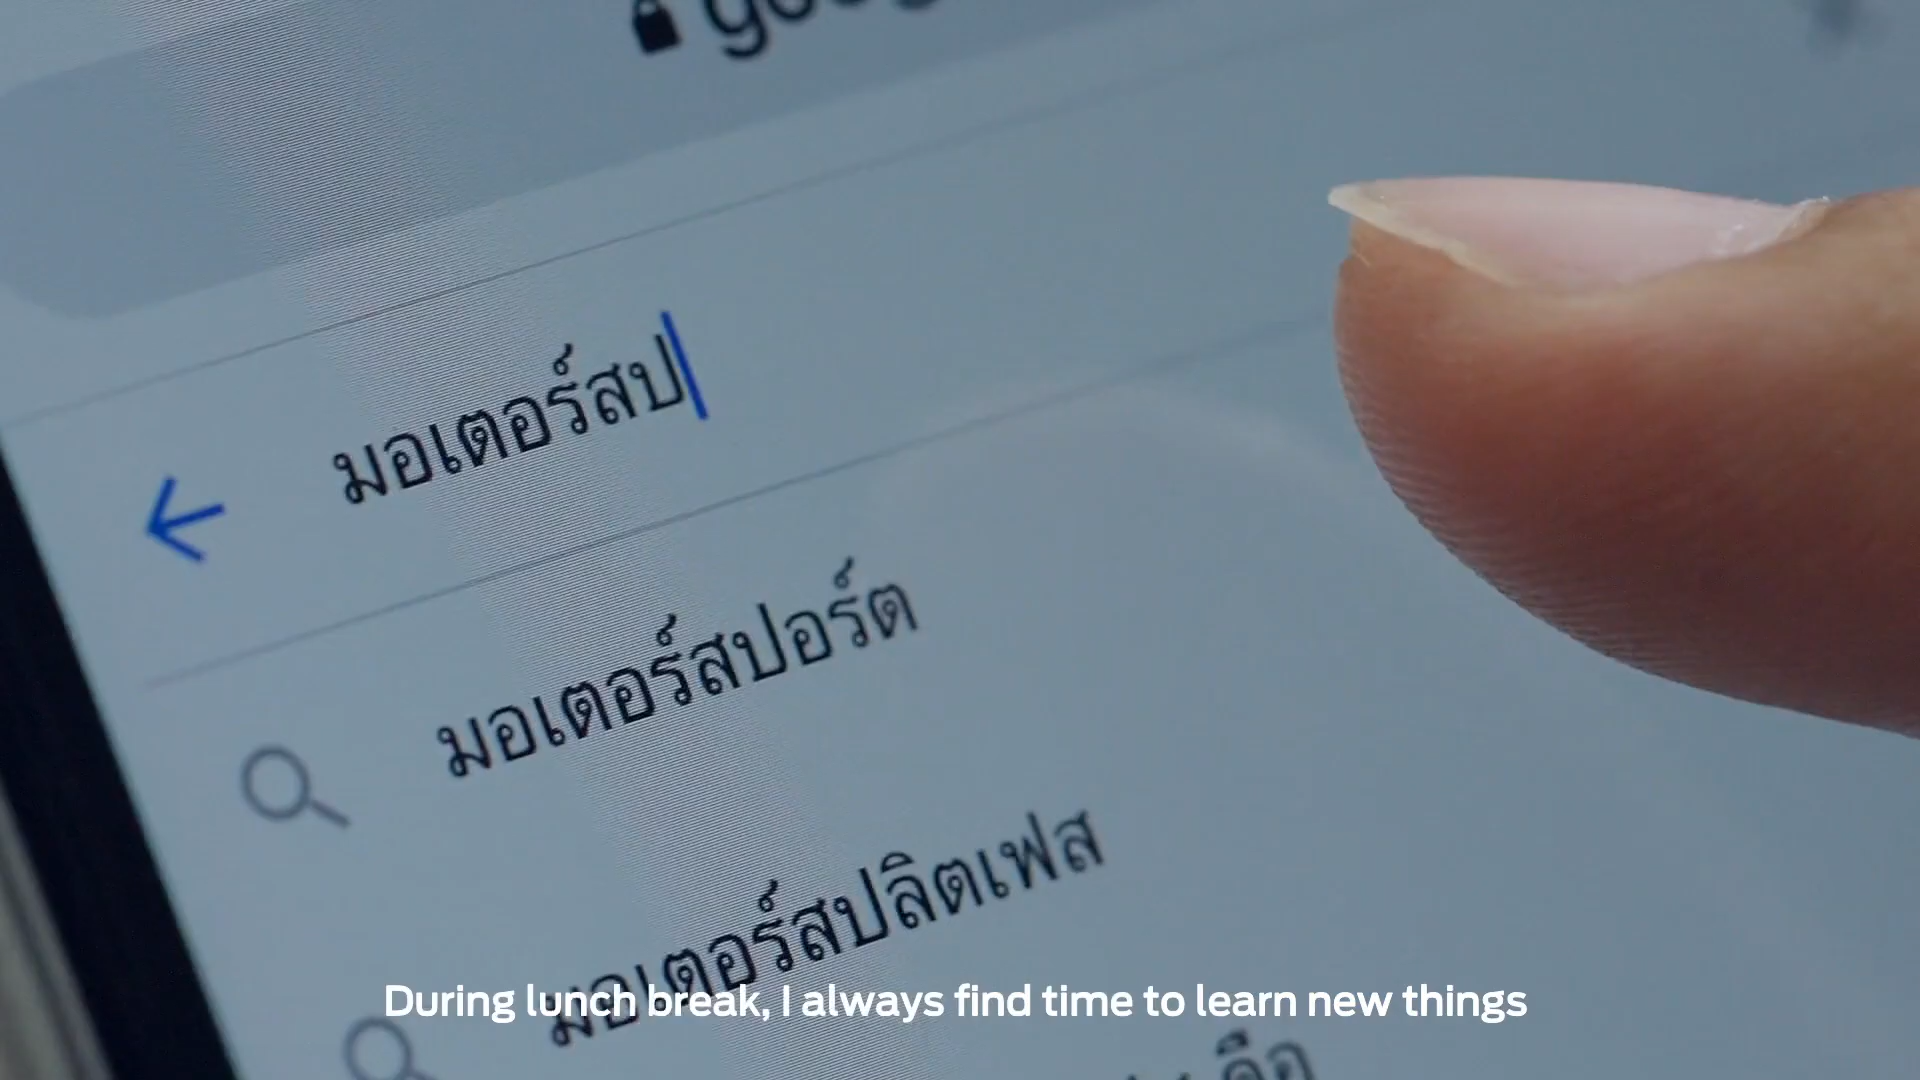 มอเตอร์สป
มอเตอร์สปอร์ต
มอเตอร์สปลิตเฟส
During lunch break, I always find time to learn new things
คือ